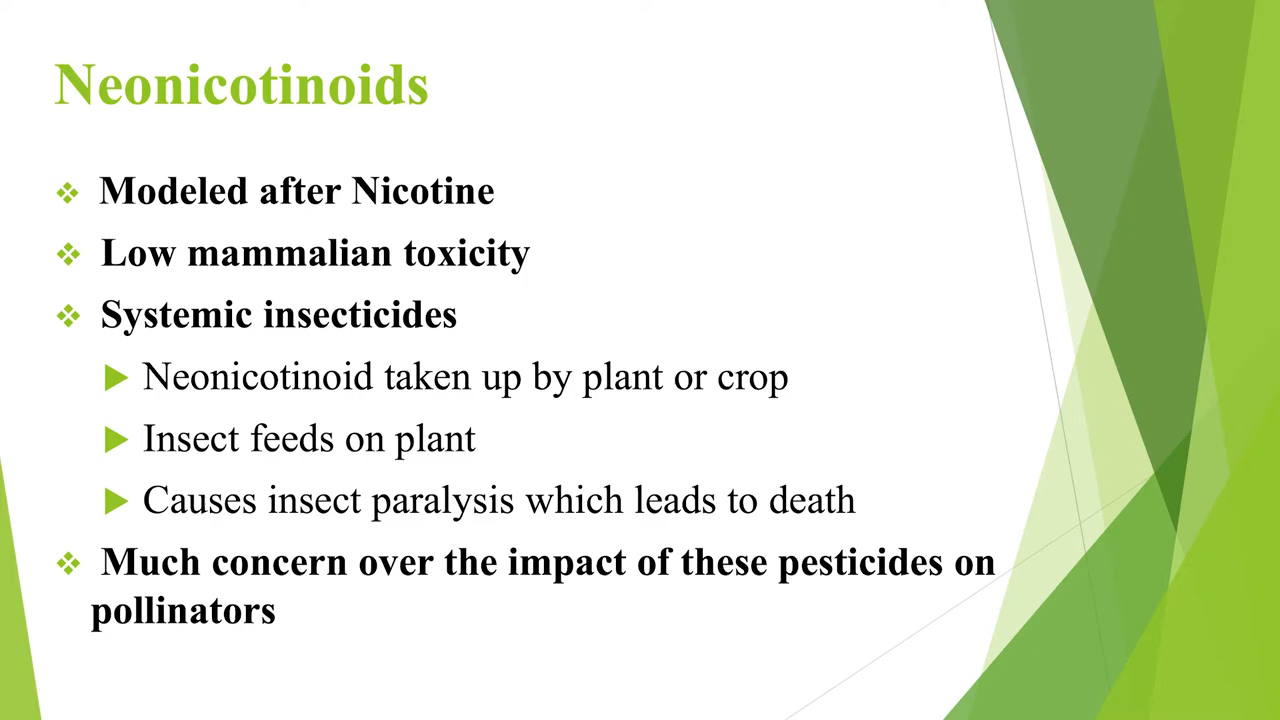 Neonicotinoids
Modeled after Nicotine
Low mammalian toxicity
Systemic insecticides
Neonicotinoid taken up by plant or crop
Insect feeds on plant
Causes insect paralysis which leads to death
Much concern over the impact of these pesticides on
pollinators